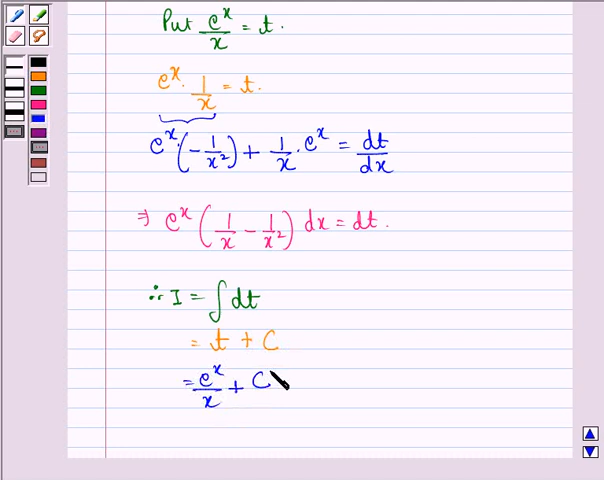 Put e^x/x = t.
e^x · 1/x = t.
e^x · (-1/x²) + 1/x · e^x = dt/dx
⇒ e^x (1/x - 1/x²) dx = dt.
∴ I = ∫ dt
= t + C
= e^x/x + C